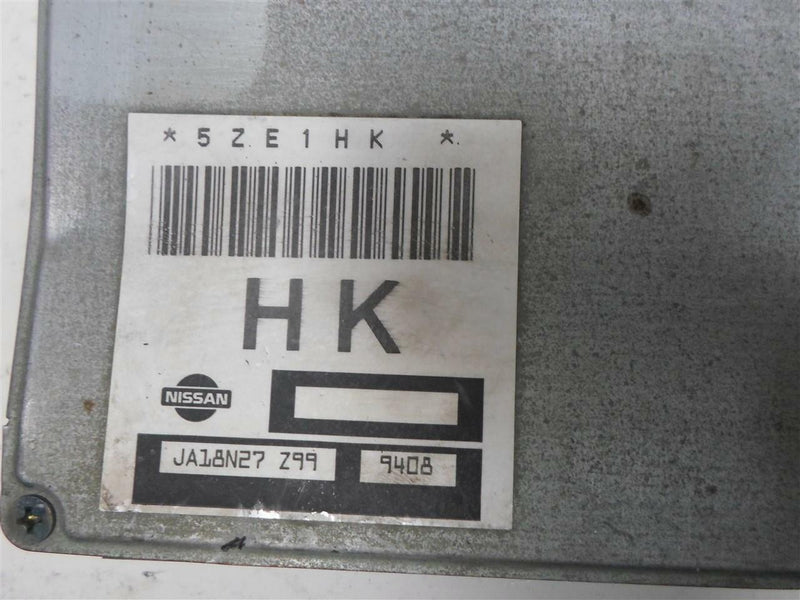 *5ZE1HK *
HK
NISSAN
JA18N27 Z99 9408